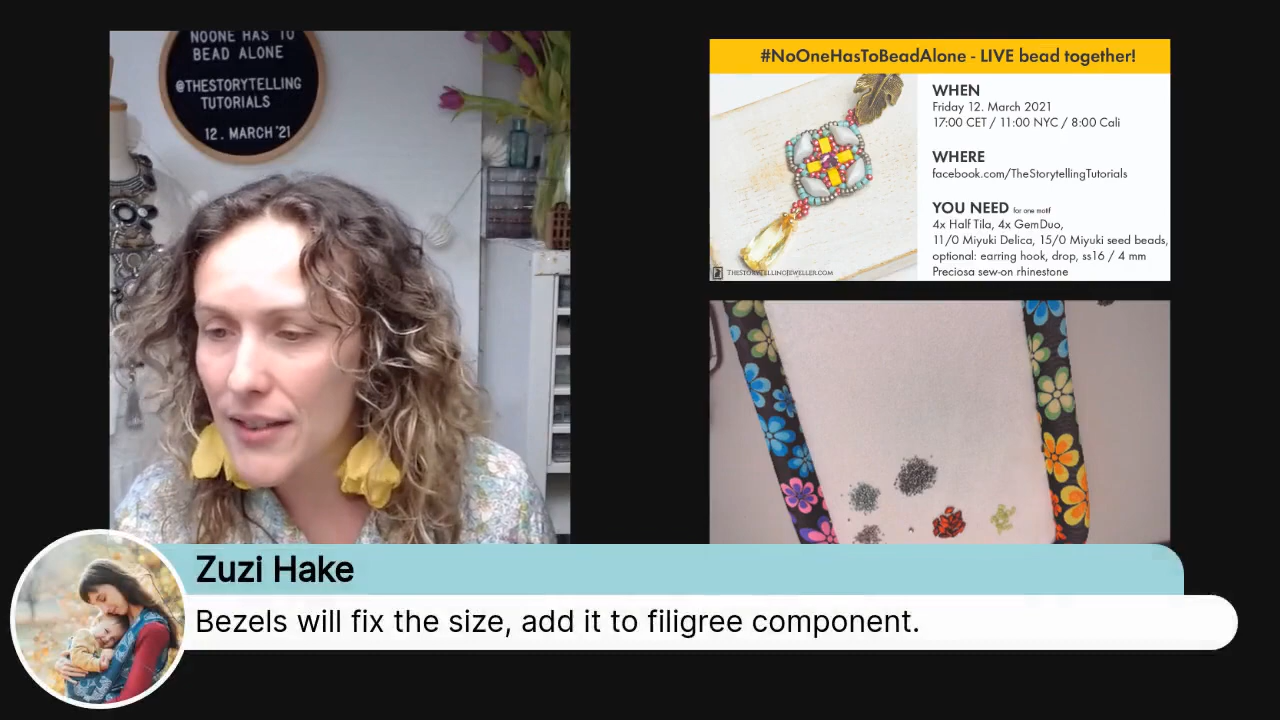 NOONE HAS TO
BEAD ALONE
@THESTORYTELLING
TUTORIALS
12. MARCH '21
#NoOneHasToBeadAlone - LIVE bead together!
WHEN
Friday 12. March 2021
17:00 CET / 11:00 NYC / 8:00 Cali
WHERE
facebook.com/TheStorytellingTutorials
YOU NEED for one motif
4x Half Tila, 4x GemDuo,
11/0 Miyuki Delica, 15/0 Miyuki seed beads,
optional: earring hook, drop, ss16 / 4 mm
Preciosa sew-on rhinestone
THESTORYTELLINGJEWELLER.COM
Zuzi Hake
Bezels will fix the size, add it to filigree component.